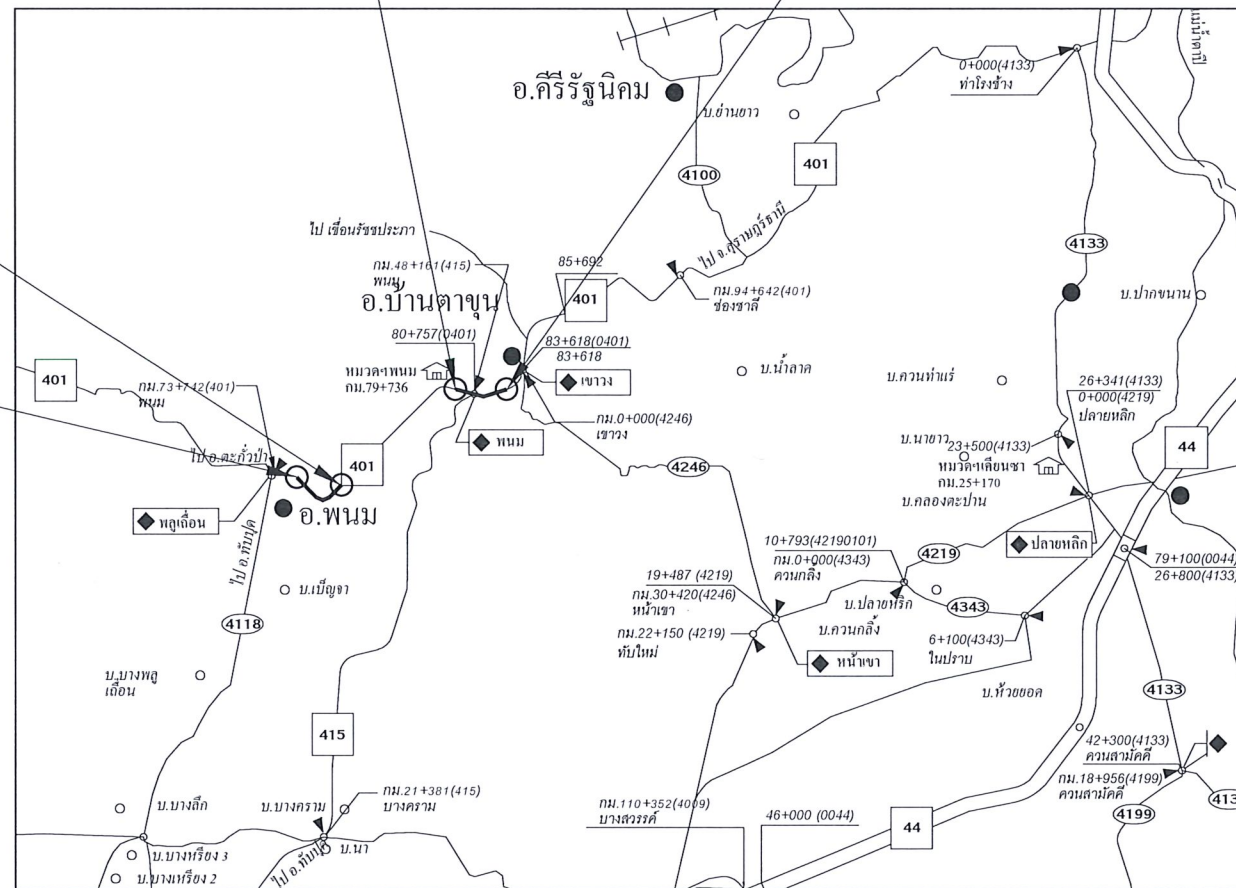 แม่น้ำตาปี
0+000(4133)
ท่าโรงช้าง
อ.คีรีรัฐนิคม
บ.ย่านยาว
401
4100
ไป จ.สุราษฎร์ธานี
4133
ไป เขื่อนรัชชประภา
กม.48+161(415)
พนม
85+692
401
กม.94+642(401)
ช่องชาลี
บ.ปากขนาน
อ.บ้านตาขุน
80+757(0401)
83+618(0401)
83+618
หมวดฯพนม
กม.79+736
เขาวง
บ.น้ำลาด
บ.ควนท่าแร่
26+341(4133)
0+000(4219)
ปลายหลิก
401
กม.73+742(401)
พนม
กม.0+000(4246)
เขาวง
พนม
บ.นายาว
23+500(4133)
44
ไป อ.ตะกั่วป่า
401
4246
หมวดฯเคียนซา
กม.25+170
บ.คลองตะปาน
พลูเถื่อน
อ.พนม
ไป อ.ทับปุด
10+793(42190101)
กม.0+000(4343)
ควนกลิ้ง
4219
ปลายหลิก
79+100(0044)
26+800(4133)
บ.เบ็ญจา
19+487 (4219)
กม.30+420(4246)
หน้าเขา
บ.ปลายหริก
4343
4118
กม.22+150 (4219)
ทับใหม่
บ.ควนกลิ้ง
6+100(4343)
ในปราบ
หน้าเขา
บ.บางพลู
เถื่อน
บ.ห้วยยอด
4133
415
42+300(4133)
ควนสามัคคี
กม.18+956(4199)
ควนสามัคคี
บ.บางลึก
บ.บางคราม
กม.21+381(415)
บางคราม
กม.110+352(4009)
บางสวรรค์
46+000 (0044)
44
4199
413
บ.บางหรียง 3
บ.นา
ไป อ.ทับปุด
บ.บางเหรียง 2